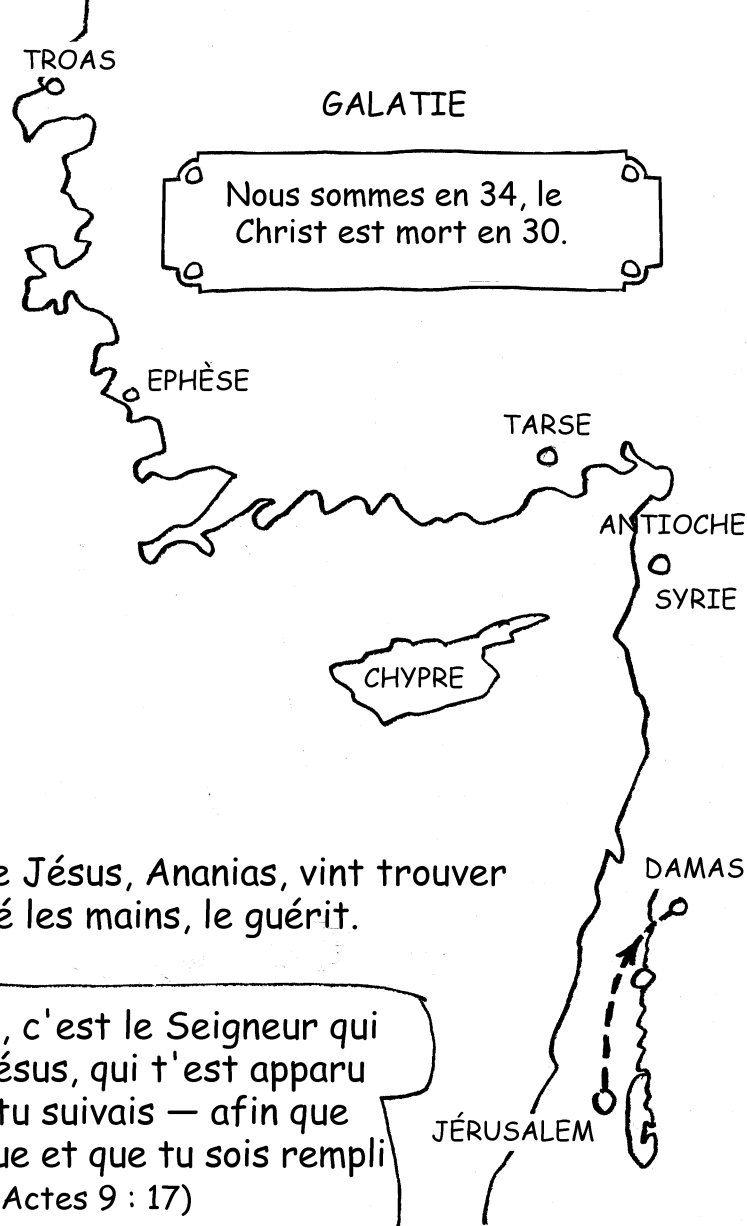 TROAS
GALATIE
Nous sommes en 34, le
Christ est mort en 30.
EPHÈSE
TARSE
ANTIOCHE
SYRIE
CHYPRE
Jésus, Ananias, vint trouver
les mains, le guérit.
DAMAS
, c'est le Seigneur qui
ésus, qui t'est apparu
tu suivais — afin que
ue et que tu sois rempli
Actes 9 : 17)
JÉRUSALEM